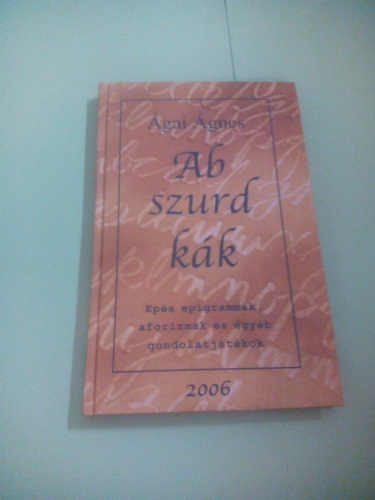 Ágai Ágnes
Ab
szurd
kák
Epés epigrammák,
aforizmák és egyéb
gondolatjátékok
2006